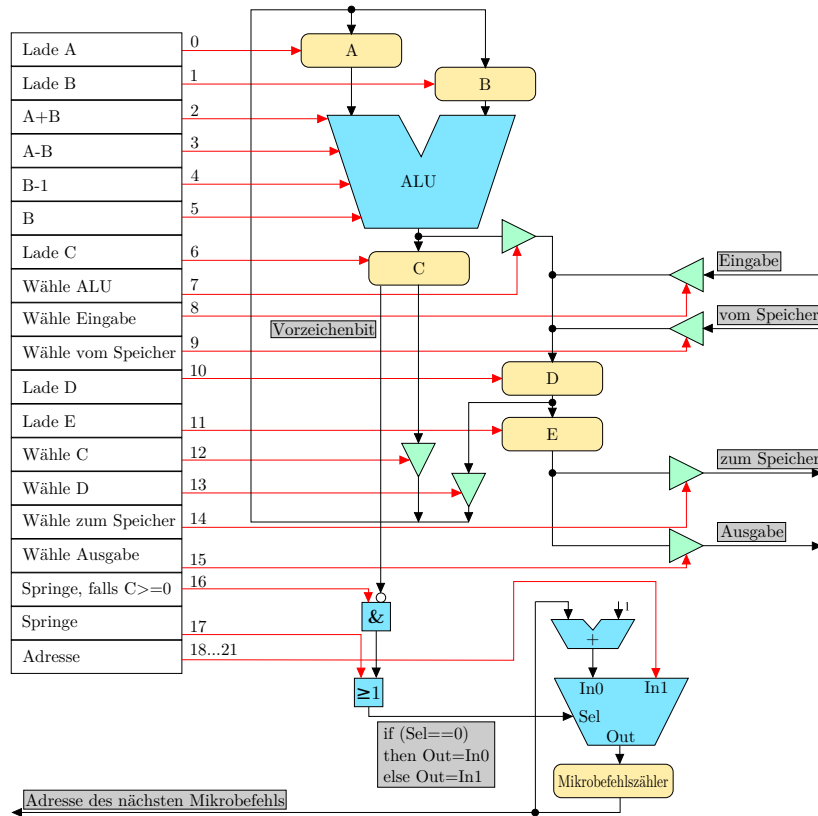 Lade A
0
Lade B
1
A+B
2
A-B
3
B-1
4
B
5
Lade C
6
Wähle ALU
7
Wähle Eingabe
8
Wähle vom Speicher
9
Lade D
10
Lade E
11
Wähle C
12
Wähle D
13
Wähle zum Speicher
14
Wähle Ausgabe
15
Springe, falls C>=0
16
Springe
17
Adresse
18...21
A
B
ALU
C
Eingabe
vom Speicher
Vorzeichenbit
D
E
zum Speicher
Ausgabe
&
≥1
1
+
In0
In1
Sel
Out
if (Sel==0)
then Out=In0
else Out=In1
Mikrobefehlszähler
Adresse des nächsten Mikrobefehls